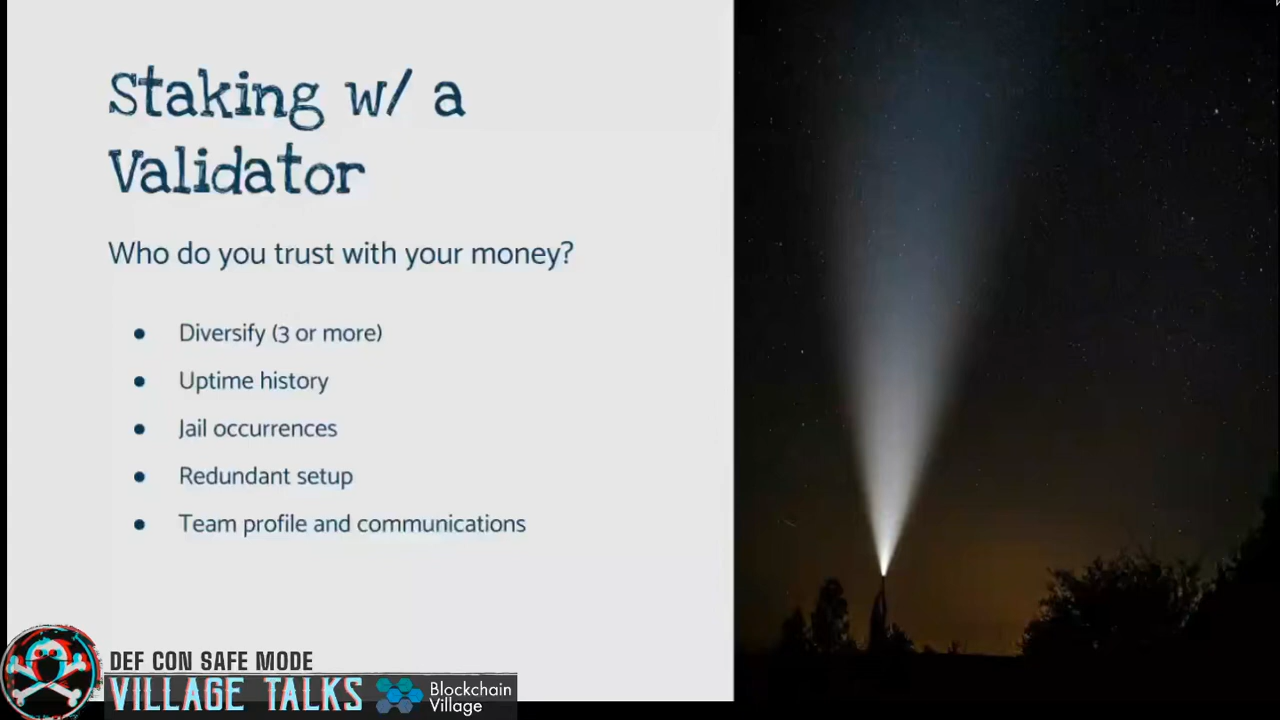 Staking w/ a
Validator
Who do you trust with your money?
● Diversify (3 or more)
● Uptime history
● Jail occurrences
● Redundant setup
● Team profile and communications
DEF CON SAFE MODE
VILLAGE TALKS
Blockchain
Village